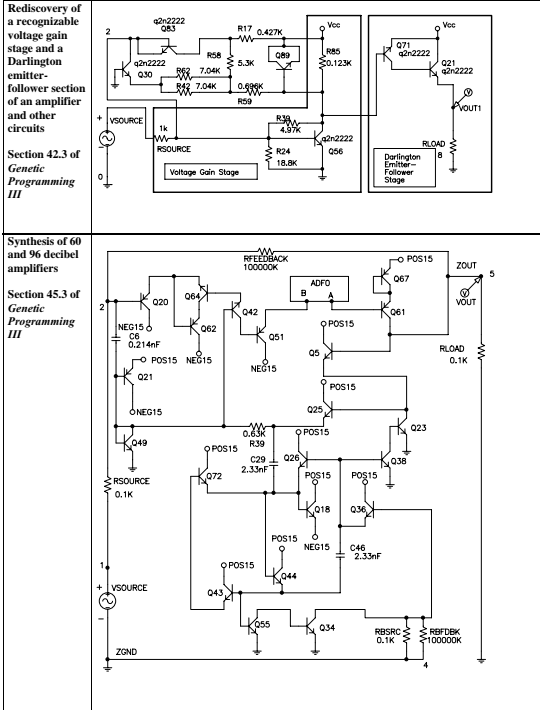 Rediscovery of
a recognizable
voltage gain
stage and a
Darlington
emitter-
follower section
of an amplifier
and other
circuits
Section 42.3 of
Genetic
Programming
III
q2n2222
Q83
2
R17
0.427K
Vcc
q2n2222
Q30
R58
5.3K
Q89
R85
0.123K
R62
7.04K
R42
7.04K
0.696K
R59
+
VSOURCE
-
0
1k
RSOURCE
R39
4.97K
R24
18.8K
q2n2222
Q56
Voltage Gain Stage
Vcc
Q71
q2n2222
Q21
q2n2222
V
VOUT1
RLOAD
8
Darlington
Emitter-
Follower
Stage
Synthesis of 60
and 96 decibel
amplifiers
Section 45.3 of
Genetic
Programming
III
RFEEDBACK
100000K
POS15
Q67
ZOUT
5
V
VOUT
2
Q20
Q64
Q42
ADF0
B
A
Q61
NEG15
C6
0.214nF
Q62
NEG15
Q51
NEG15
POS15
Q5
RLOAD
0.1K
POS15
Q21
NEG15
POS15
Q25
Q23
Q49
0.63K
R39
POS15
POS15
Q72
C29
2.33nF
Q26
Q38
RSOURCE
0.1K
POS15
Q18
NEG15
POS15
Q36
C46
2.33nF
POS15
Q44
1
+
VSOURCE
-
POS15
Q43
Q55
Q34
RBSRC
0.1K
RBFDBK
100000K
ZGND
4